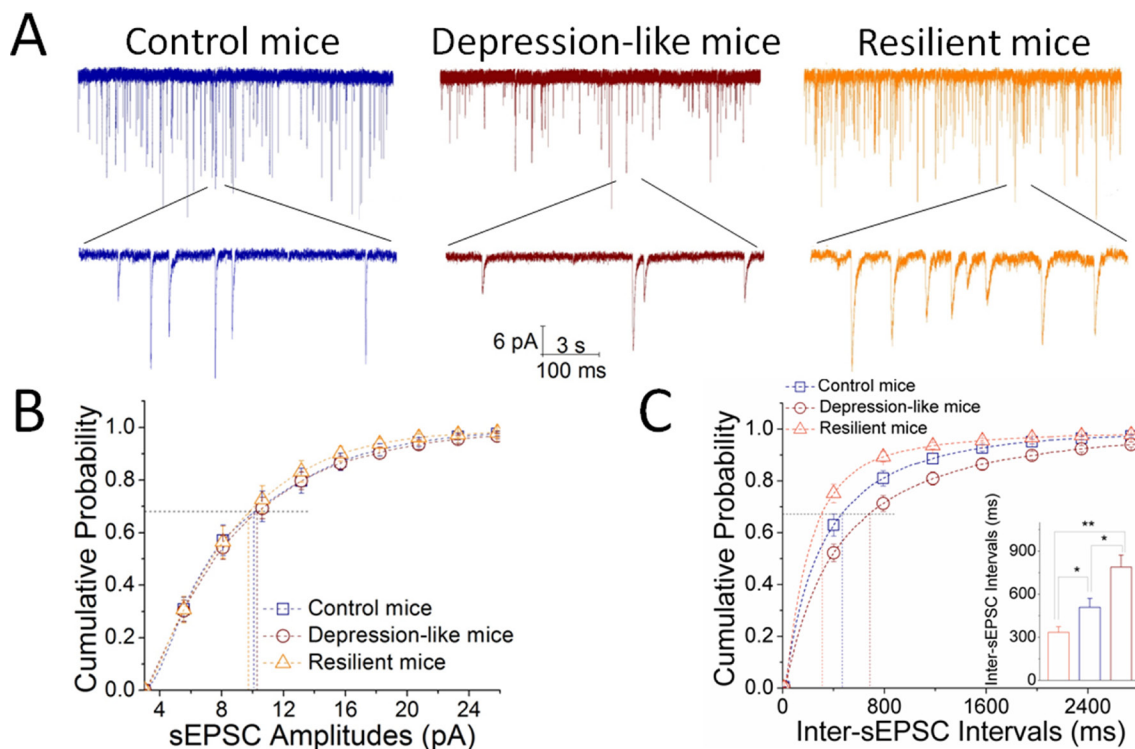 A
Control mice
Depression-like mice
Resilient mice
6 pA
3 s
100 ms
B
Cumulative Probability
1.0
0.8
0.6
0.4
0.2
0.0
Control mice
Depression-like mice
Resilient mice
4 8 12 16 20 24
sEPSC Amplitudes (pA)
C
Control mice
Depression-like mice
Resilient mice
Cumulative Probability
1.0
0.8
0.6
0.4
0.2
0.0
Inter-sEPSC Intervals (ms)
900
600
300
0
**
*
*
0 800 1600 2400
Inter-sEPSC Intervals (ms)